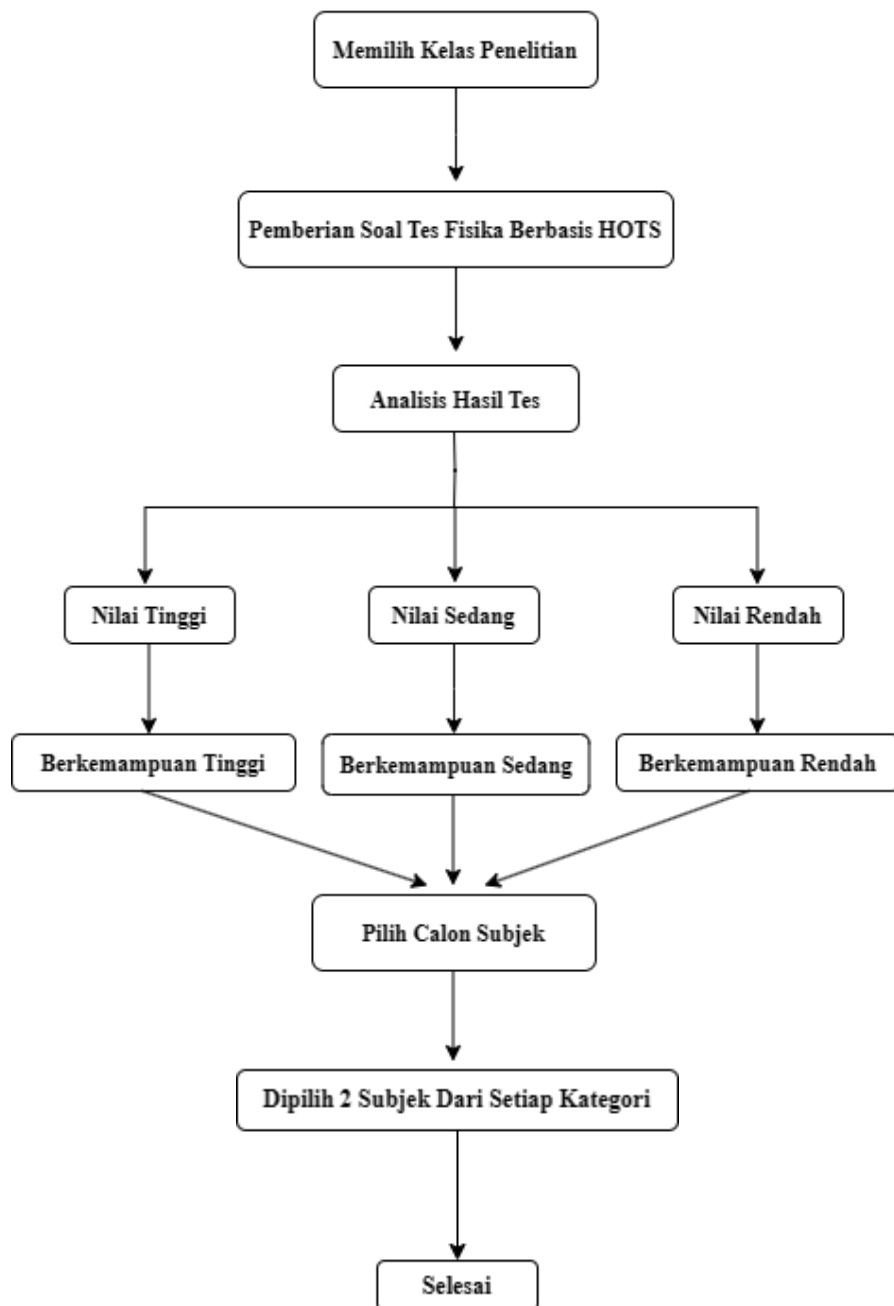 Memilih Kelas Penelitian
Pemberian Soal Tes Fisika Berbasis HOTS
Analisis Hasil Tes
Nilai Tinggi
Nilai Sedang
Nilai Rendah
Berkemampuan Tinggi
Berkemampuan Sedang
Berkemampuan Rendah
Pilih Calon Subjek
Dipilih 2 Subjek Dari Setiap Kategori
Selesai